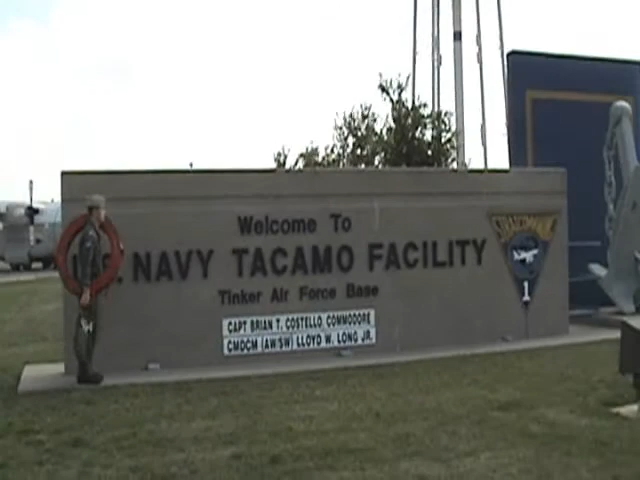 Welcome To
U.S. NAVY TACAMO FACILITY
Tinker Air Force Base
CAPT BRIAN T. COSTELLO, COMMODORE
CMDCM (AW/SW) LLOYD W. LONG JR.
STRATCOMWING
1